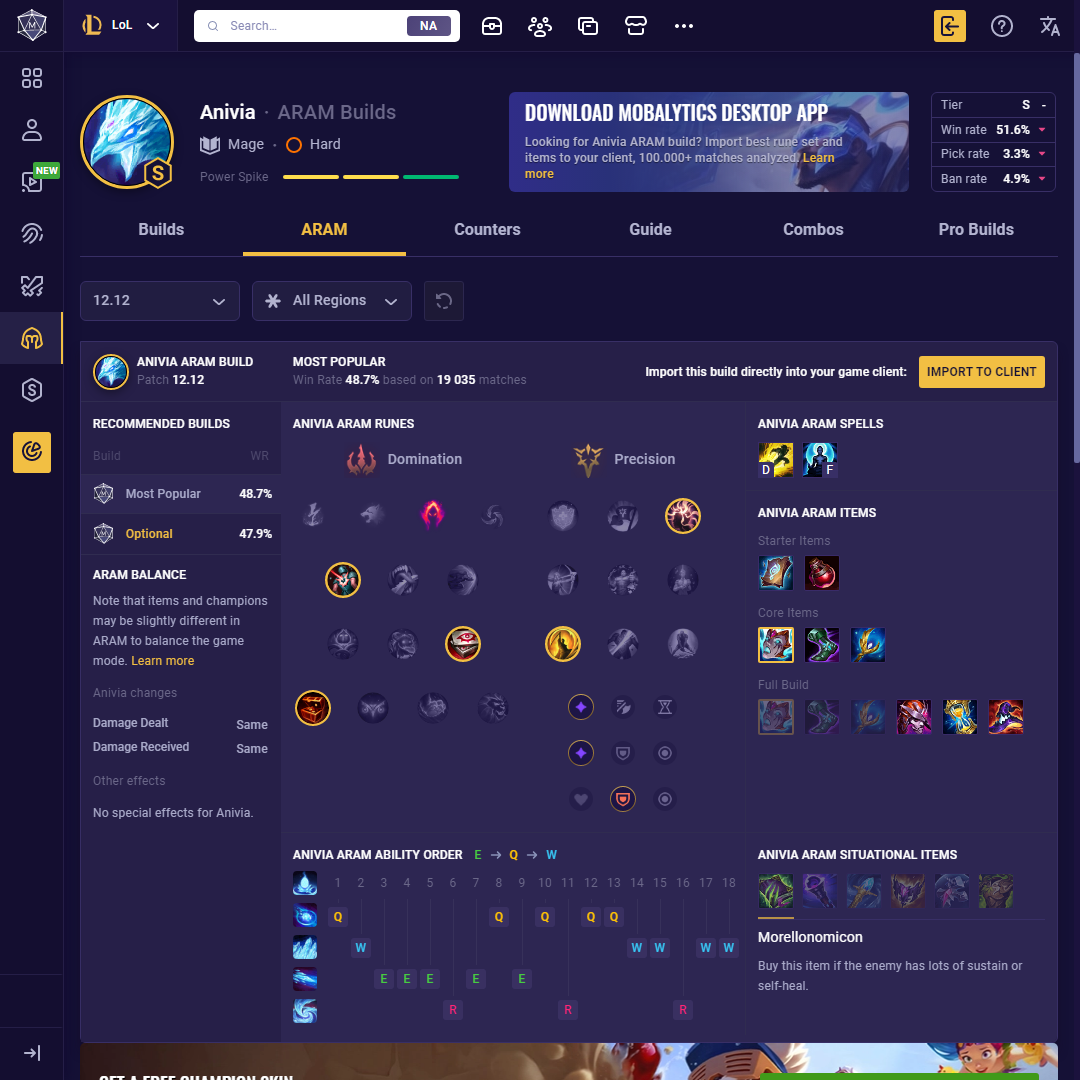 LoL
Search...
NA
NEW
Anivia · ARAM Builds
Mage · Hard
Power Spike
S
DOWNLOAD MOBALYTICS DESKTOP APP
Looking for Anivia ARAM build? Import best rune set and
items to your client, 100.000+ matches analyzed. Learn
more
Tier S -
Win rate 51.6%
Pick rate 3.3%
Ban rate 4.9%
Builds ARAM Counters Guide Combos Pro Builds
12.12
All Regions
ANIVIA ARAM BUILD
Patch 12.12
MOST POPULAR
Win Rate 48.7% based on 19 035 matches
Import this build directly into your game client:
IMPORT TO CLIENT
RECOMMENDED BUILDS
Build WR
Most Popular 48.7%
Optional 47.9%
ARAM BALANCE
Note that items and champions
may be slightly different in
ARAM to balance the game
mode. Learn more
Anivia changes
Damage Dealt Same
Damage Received Same
Other effects
No special effects for Anivia.
ANIVIA ARAM RUNES
Domination
Precision
ANIVIA ARAM SPELLS
D F
ANIVIA ARAM ITEMS
Starter Items
Core Items
Full Build
ANIVIA ARAM ABILITY ORDER E → Q → W
1 2 3 4 5 6 7 8 9 10 11 12 13 14 15 16 17 18
Q Q Q Q Q
W W W W W
E E E E E
R R R
ANIVIA ARAM SITUATIONAL ITEMS
Morellonomicon
Buy this item if the enemy has lots of sustain or
self-heal.
GET A FREE CHAMPION SKIN